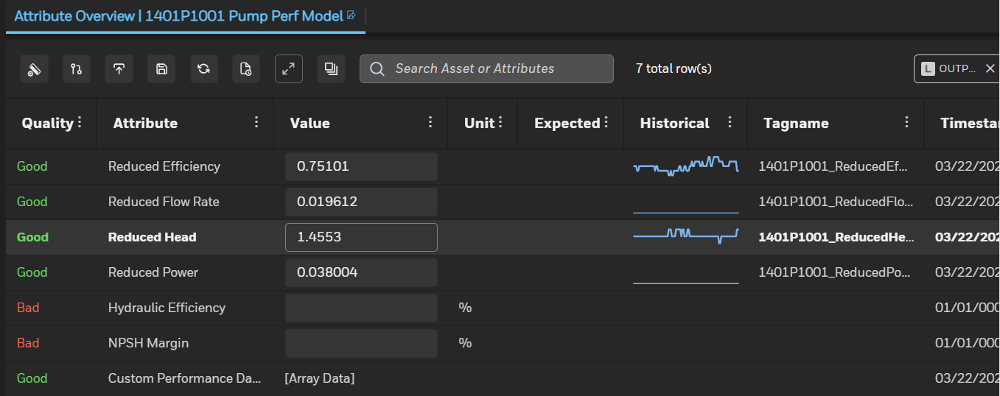 Attribute Overview | 1401P1001 Pump Perf Model
Search Asset or Attributes 7 total row(s) L OUTP...
Quality Attribute Value Unit Expected Historical Tagname Timesta
Good Reduced Efficiency 0.75101 1401P1001_ReducedEf... 03/22/202
Good Reduced Flow Rate 0.019612 1401P1001_ReducedFlo... 03/22/202
Good Reduced Head 1.4553 1401P1001_ReducedHe... 03/22/202
Good Reduced Power 0.038004 1401P1001_ReducedPo... 03/22/202
Bad Hydraulic Efficiency % 01/01/000
Bad NPSH Margin % 01/01/000
Good Custom Performance Da... [Array Data] 03/22/202